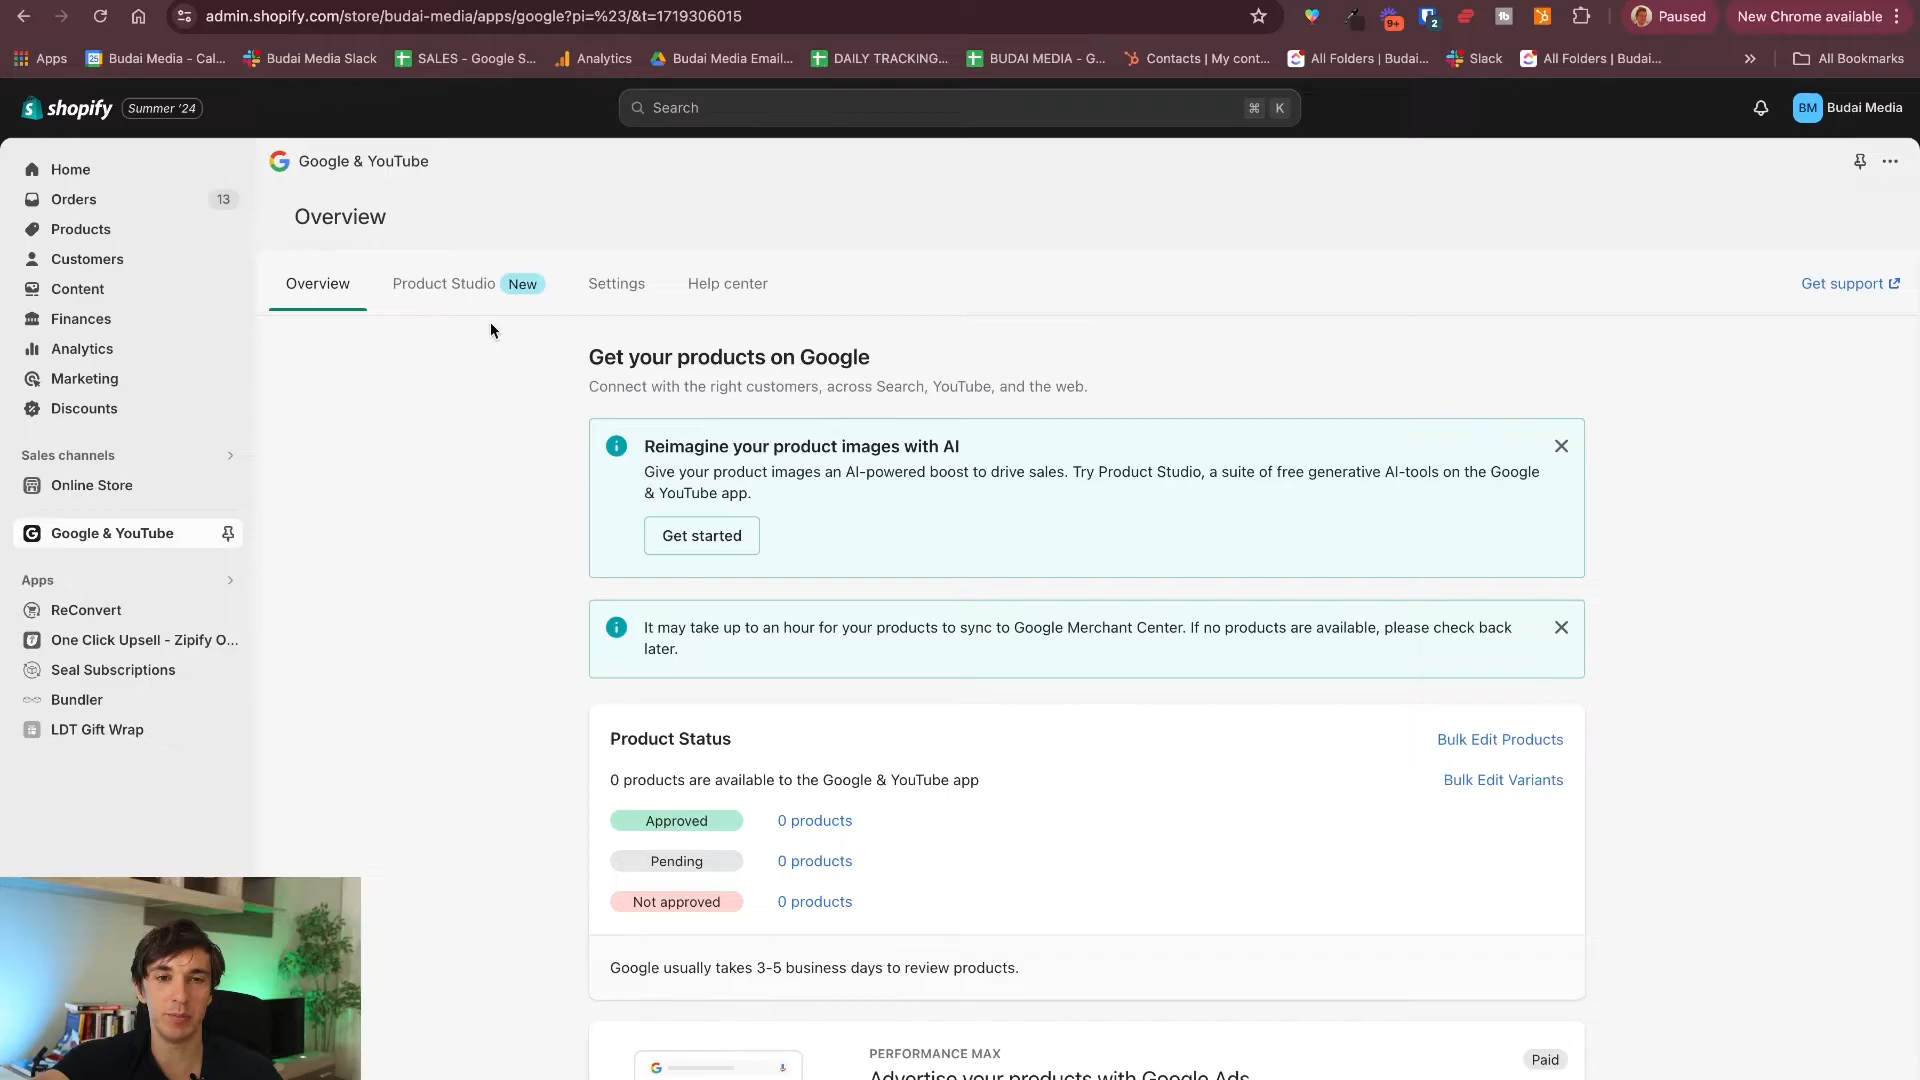 admin.shopify.com/store/budai-media/apps/google?pi=%23/&t=1719306015
9+
2
tb
Paused
New Chrome available
Apps
25
Budai Media - Cal...
Budai Media Slack
SALES - Google S...
Analytics
Budai Media Email...
DAILY TRACKING...
BUDAI MEDIA - G...
Contacts | My cont...
All Folders | Budai...
Slack
All Folders | Budai...
All Bookmarks
shopify
Summer '24
Search
⌘ K
BM
Budai Media
Home
Orders 13
Products
Customers
Content
Finances
Analytics
Marketing
Discounts
Sales channels
Online Store
Google & YouTube
Apps
ReConvert
One Click Upsell - Zipify O...
Seal Subscriptions
Bundler
LDT Gift Wrap
Google & YouTube
Overview
Overview
Product Studio New
Settings
Help center
Get support
Get your products on Google
Connect with the right customers, across Search, YouTube, and the web.
Reimagine your product images with AI
Give your product images an AI-powered boost to drive sales. Try Product Studio, a suite of free generative AI-tools on the Google
& YouTube app.
Get started
It may take up to an hour for your products to sync to Google Merchant Center. If no products are available, please check back
later.
Product Status
Bulk Edit Products
0 products are available to the Google & YouTube app
Bulk Edit Variants
Approved 0 products
Pending 0 products
Not approved 0 products
Google usually takes 3-5 business days to review products.
PERFORMANCE MAX
Paid
Advertise your products with Google Ads